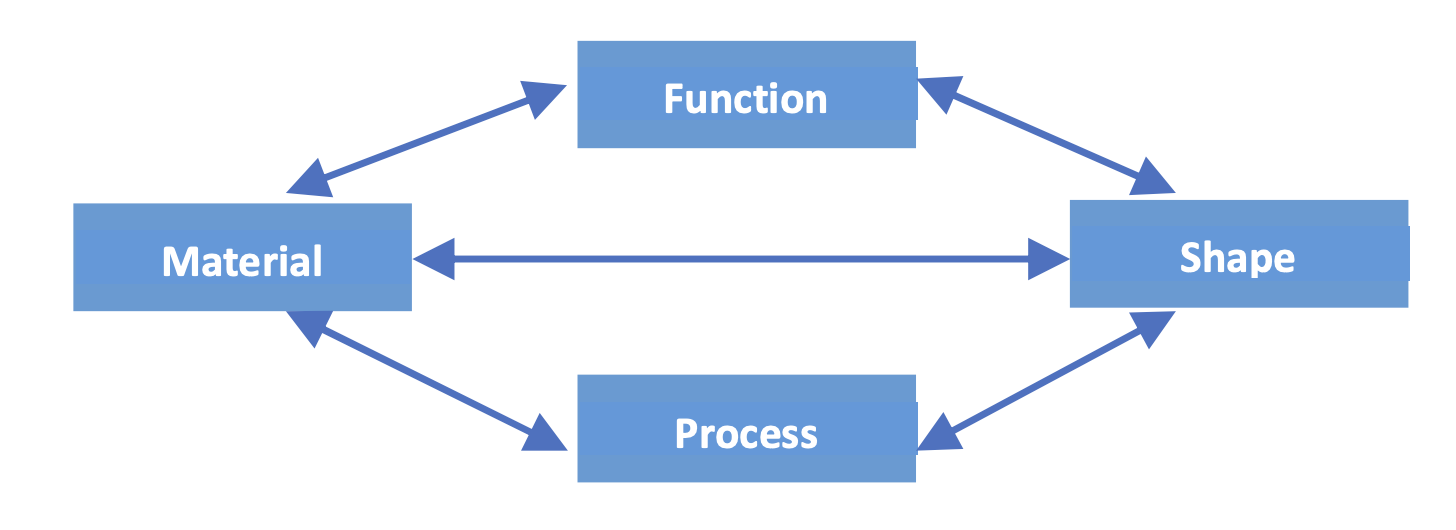 Function
Material
Shape
Process